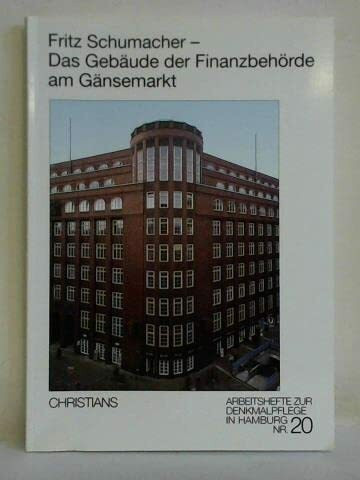 Fritz Schumacher –
Das Gebäude der Finanzbehörde
am Gänsemarkt
CHRISTIANS
ARBEITSHEFTE ZUR
DENKMALPFLEGE
IN HAMBURG
NR. 20